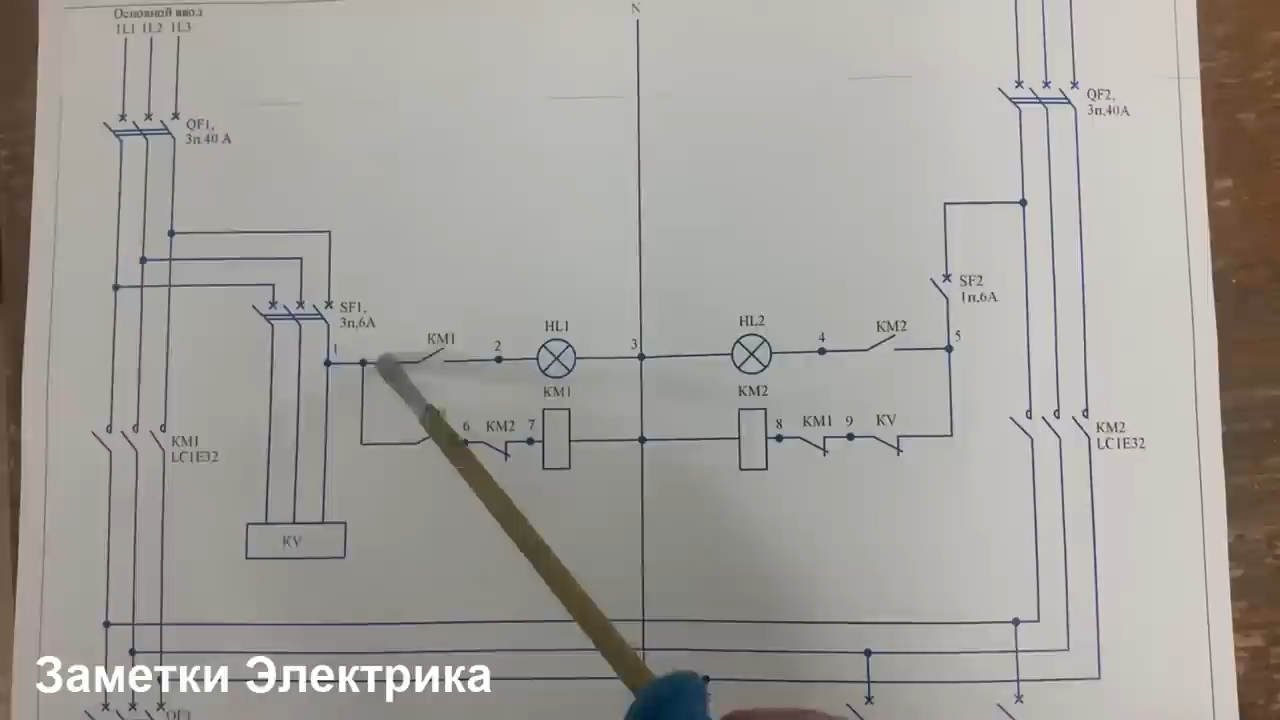 Основной ввод
1L1 1L2 1L3
N
QF1,
3п.40 А
QF2,
3п,40А
SF1,
3п,6А
SF2
1п,6А
1
KM1
2
HL1
3
HL2
4
KM2
5
KM1
KM2
6
KM2
7
8
KM1
9
KV
KM1
LC1E32
KM2
LC1E32
KV
Заметки Электрика